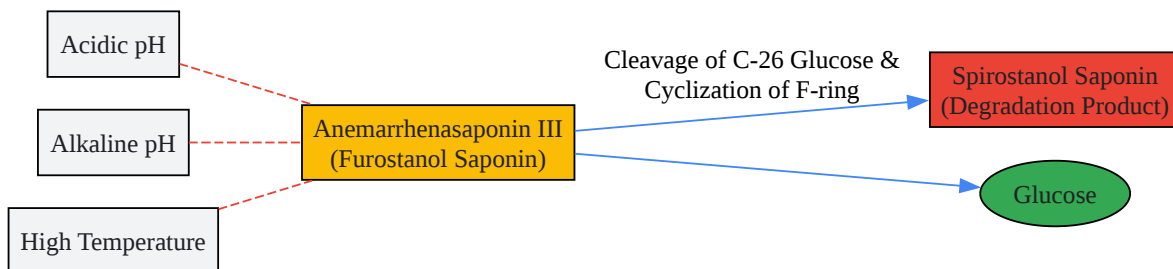 Acidic pH
Alkaline pH
High Temperature
Anemarrhenasaponin III
(Furostanol Saponin)
Cleavage of C-26 Glucose &
Cyclization of F-ring
Spirostanol Saponin
(Degradation Product)
Glucose